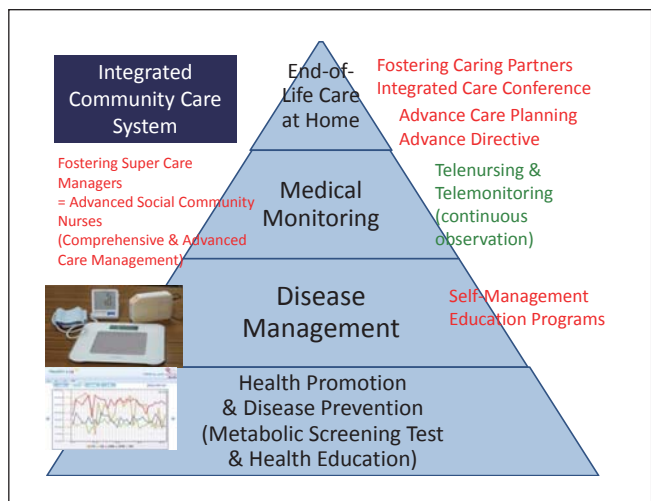 Integrated
Community Care
System
End-of-
Life Care
at Home
Fostering Caring Partners
Integrated Care Conference
Advance Care Planning
Advance Directive
Fostering Super Care
Managers
= Advanced Social Community
Nurses
(Comprehensive & Advanced
Care Management)
Medical
Monitoring
Telenursing &
Telemonitoring
(continuous
observation)
Disease
Management
Self-Management
Education Programs
Health Promotion
& Disease Prevention
(Metabolic Screening Test
& Health Education)